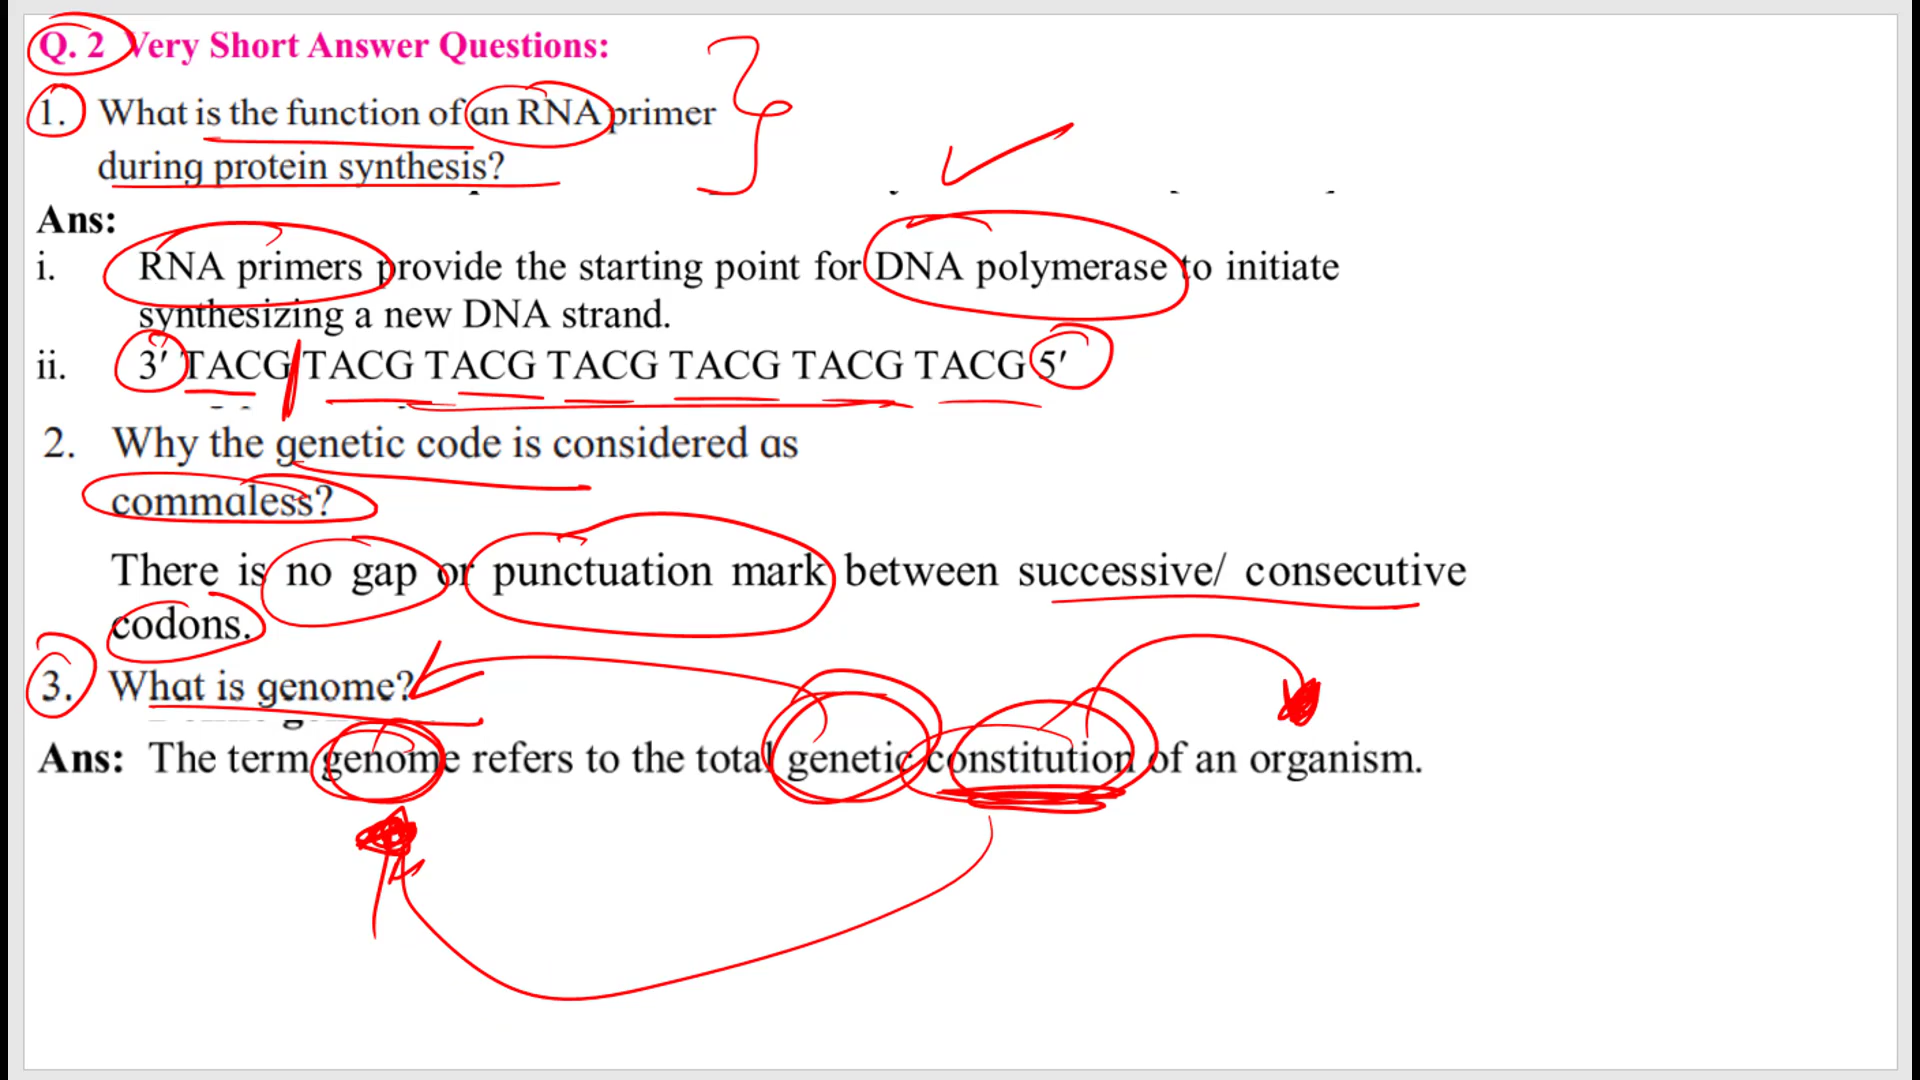 Q. 2 Very Short Answer Questions:
1. What is the function of an RNA primer
during protein synthesis?
Ans:
i. RNA primers provide the starting point for DNA polymerase to initiate
synthesizing a new DNA strand.
ii. 3′ TACG TACG TACG TACG TACG TACG TACG 5′
2. Why the genetic code is considered as
commaless?
There is no gap or punctuation mark between successive/ consecutive
codons.
3. What is genome?
Ans: The term genome refers to the total genetic constitution of an organism.